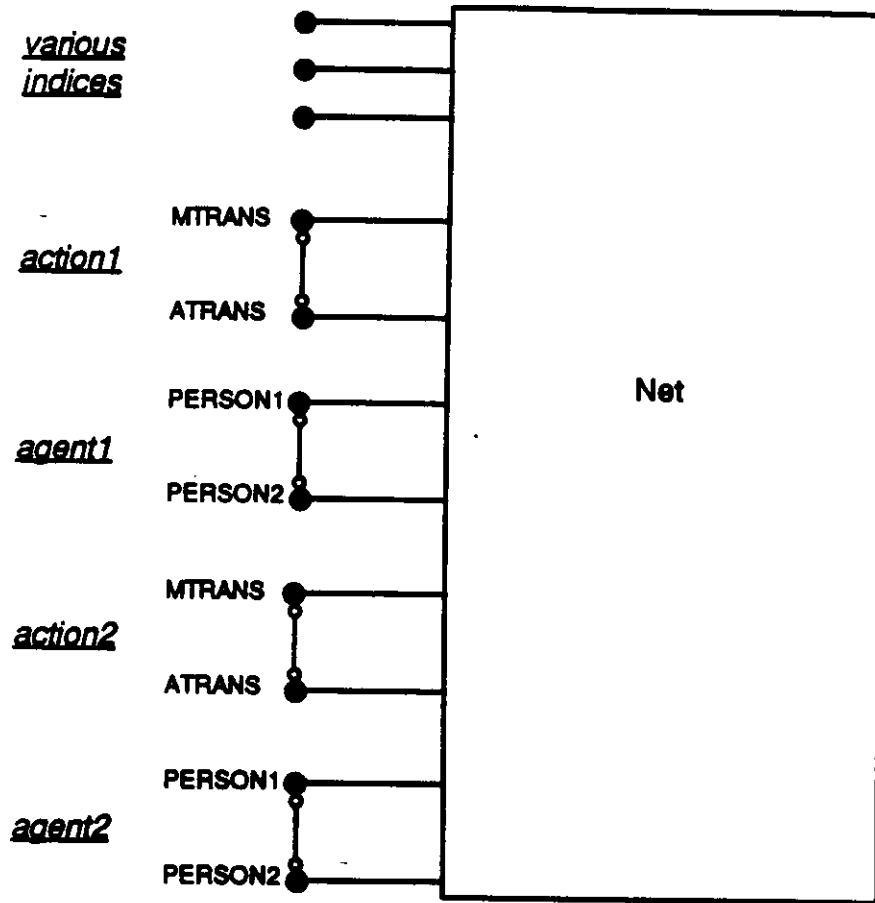 various
indices
MTRANS
action1
ATRANS
PERSON1
Net
agent1
PERSON2
MTRANS
action2
ATRANS
PERSON1
agent2
PERSON2